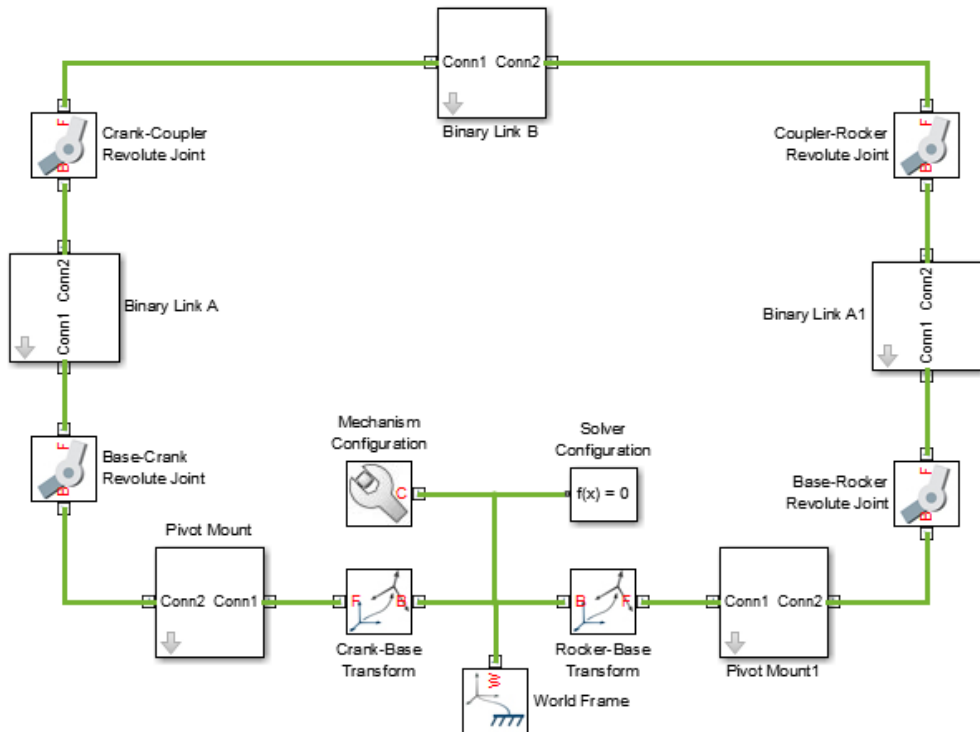 Conn1 Conn2
Binary Link B
F
B
Crank-Coupler
Revolute Joint
Coupler-Rocker
Revolute Joint
F
B
Conn2
Conn1
Binary Link A
Binary Link A1
Conn2
Conn1
F
B
Base-Crank
Revolute Joint
Mechanism
Configuration
C
Solver
Configuration
f(x) = 0
Base-Rocker
Revolute Joint
F
B
Pivot Mount
Conn2 Conn1
F B
Crank-Base
Transform
B F
Rocker-Base
Transform
Conn1 Conn2
Pivot Mount1
W
World Frame